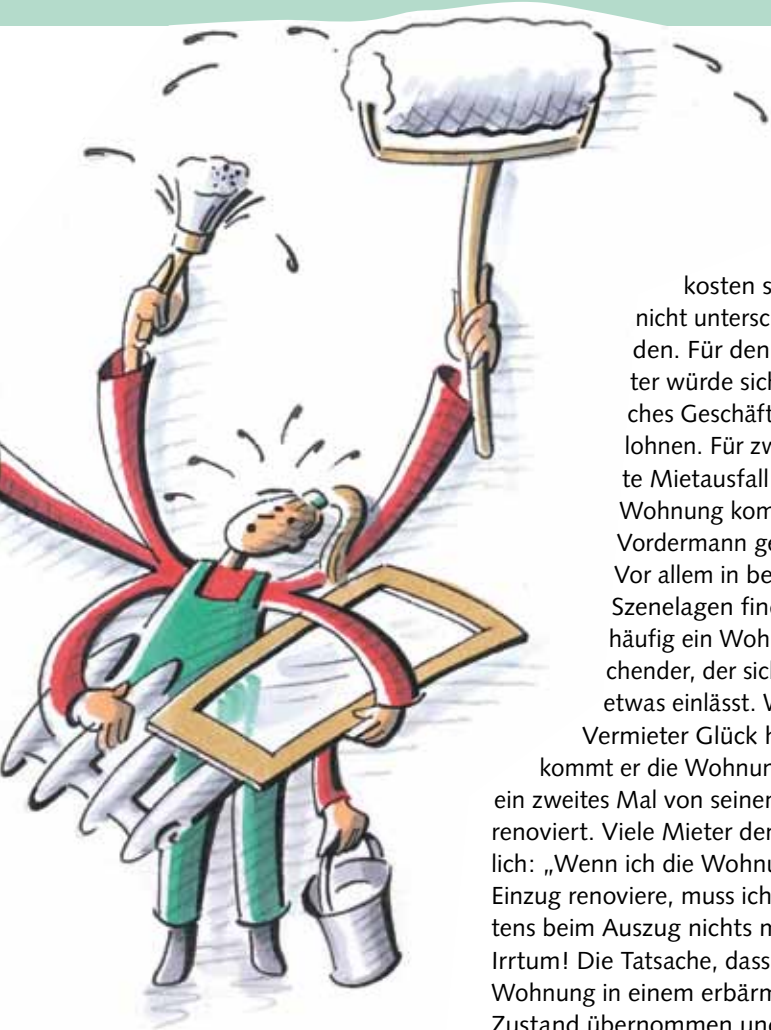 kosten s
nicht untersc
den. Für den
ter würde sich
ches Geschäft
lohnen. Für zw
te Mietausfall
Wohnung kom
Vordermann ge
Vor allem in be
Szenelagen find
häufig ein Woh
chender, der sich
etwas einlässt. W
Vermieter Glück h
kommt er die Wohnun
ein zweites Mal von seiner
renoviert. Viele Mieter den
lich: „Wenn ich die Wohnu
Einzug renoviere, muss ich
tens beim Auszug nichts m
Irrtum! Die Tatsache, dass
Wohnung in einem erbärm
Zustand übernommen und